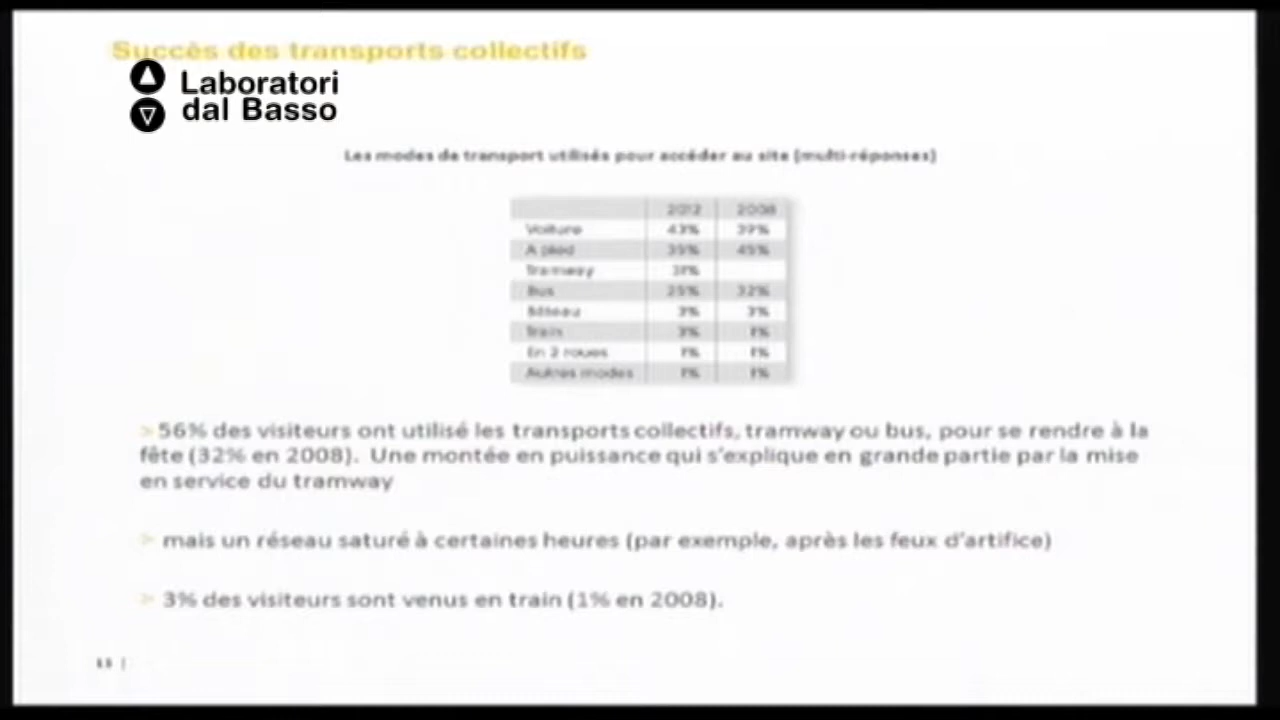 Succès des transports collectifs
Laboratori
dal Basso
Les modes de transport utilisés pour accéder au site (multi-réponses)
2012 2008
Voiture 43% 39%
A pied 39% 45%
Tramway
Bus 25% 32%
Bâteau 3% 3%
Train 3% 1%
En 2 roues 1% 1%
Autres modes 1% 1%
> 56% des visiteurs ont utilisé les transports collectifs, tramway ou bus, pour se rendre à la
fête (32% en 2008). Une montée en puissance qui s'explique en grande partie par la mise
en service du tramway
> mais un réseau saturé à certaines heures (par exemple, après les feux d'artifice)
> 3% des visiteurs sont venus en train (1% en 2008).